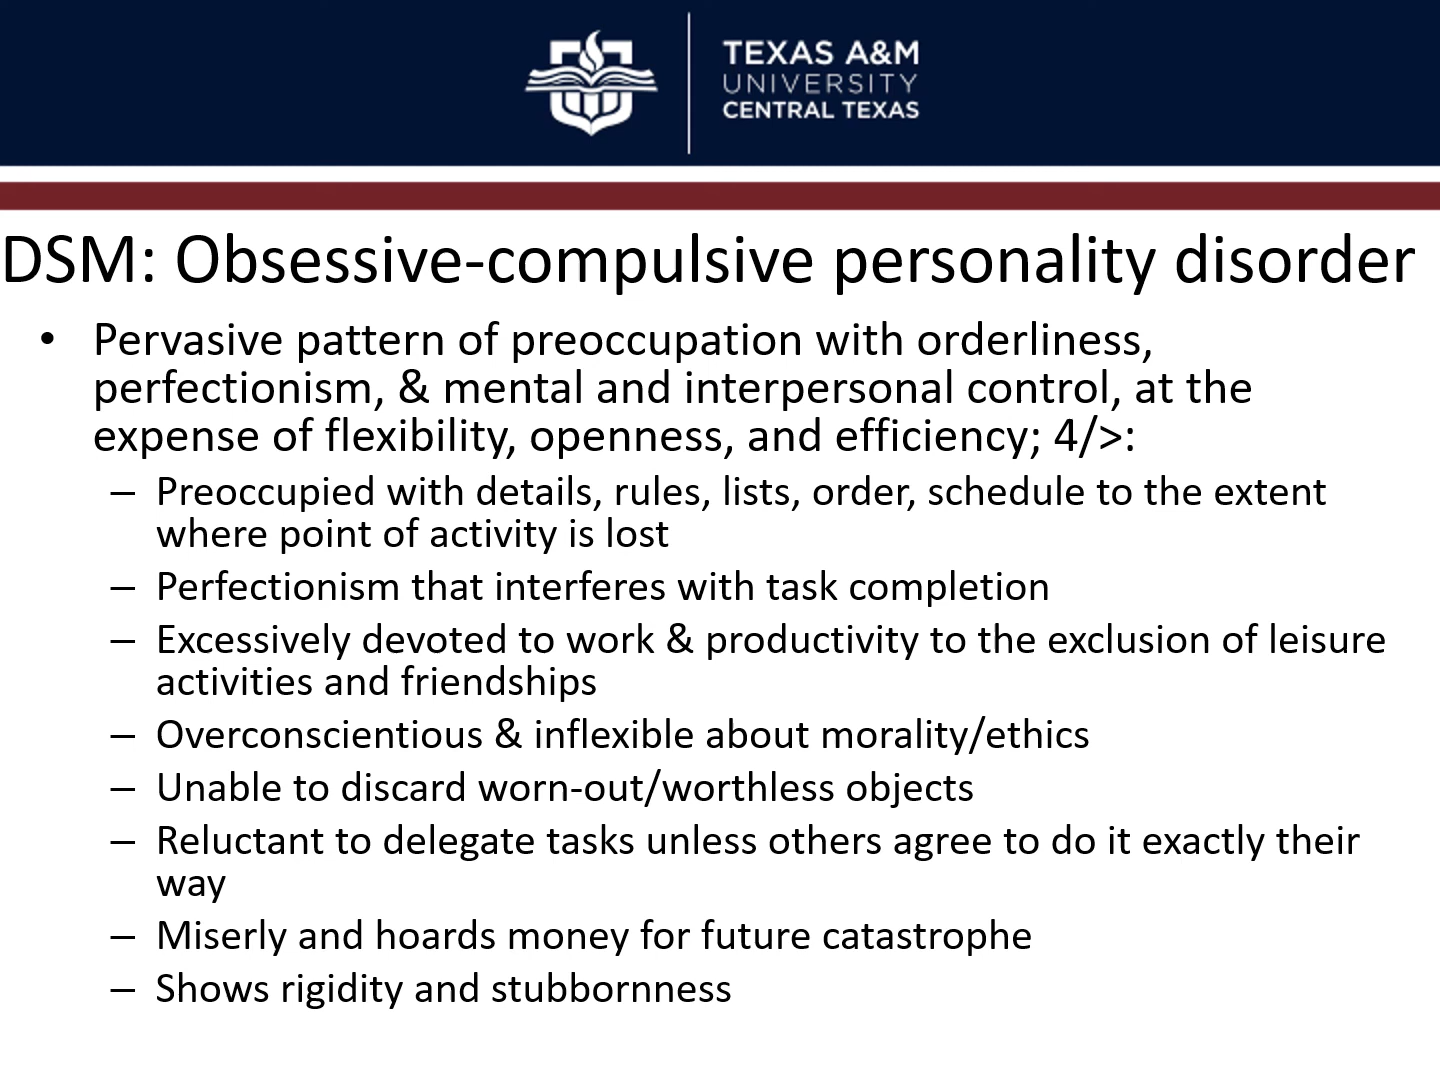 TEXAS A&M
UNIVERSITY
CENTRAL TEXAS
DSM: Obsessive-compulsive personality disorder
• Pervasive pattern of preoccupation with orderliness,
perfectionism, & mental and interpersonal control, at the
expense of flexibility, openness, and efficiency; 4/>:
– Preoccupied with details, rules, lists, order, schedule to the extent
where point of activity is lost
– Perfectionism that interferes with task completion
– Excessively devoted to work & productivity to the exclusion of leisure
activities and friendships
– Overconscientious & inflexible about morality/ethics
– Unable to discard worn-out/worthless objects
– Reluctant to delegate tasks unless others agree to do it exactly their
way
– Miserly and hoards money for future catastrophe
– Shows rigidity and stubbornness